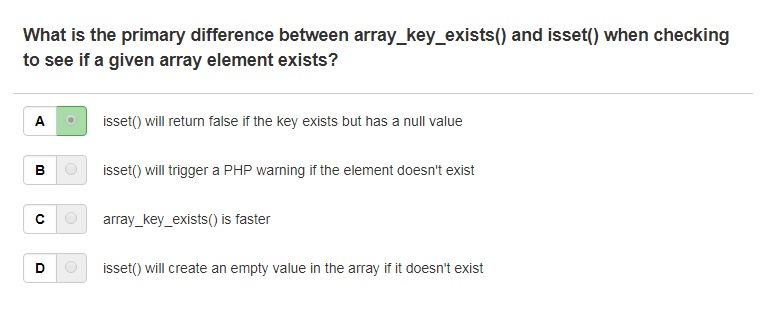 What is the primary difference between array_key_exists() and isset() when checking
to see if a given array element exists?
A isset() will return false if the key exists but has a null value
B isset() will trigger a PHP warning if the element doesn't exist
C array_key_exists() is faster
D isset() will create an empty value in the array if it doesn't exist